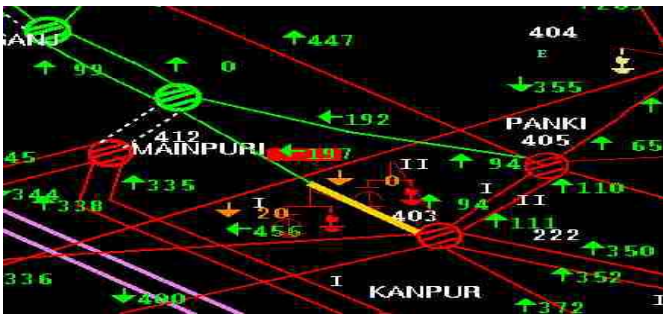 ↑447
404
GANJ
E
↑ 99
↑ 0
↓355
←192
PANKI
405
412
MAINPURI
←197
II
↑ 94
↑ 65
45
↑335
↓ 0
I
↑110
344
↑338
I
↓ 20
↑ 94
II
403
↑111
←456
222
↑350
336
I
↑352
↓400
KANPUR
↑372
I